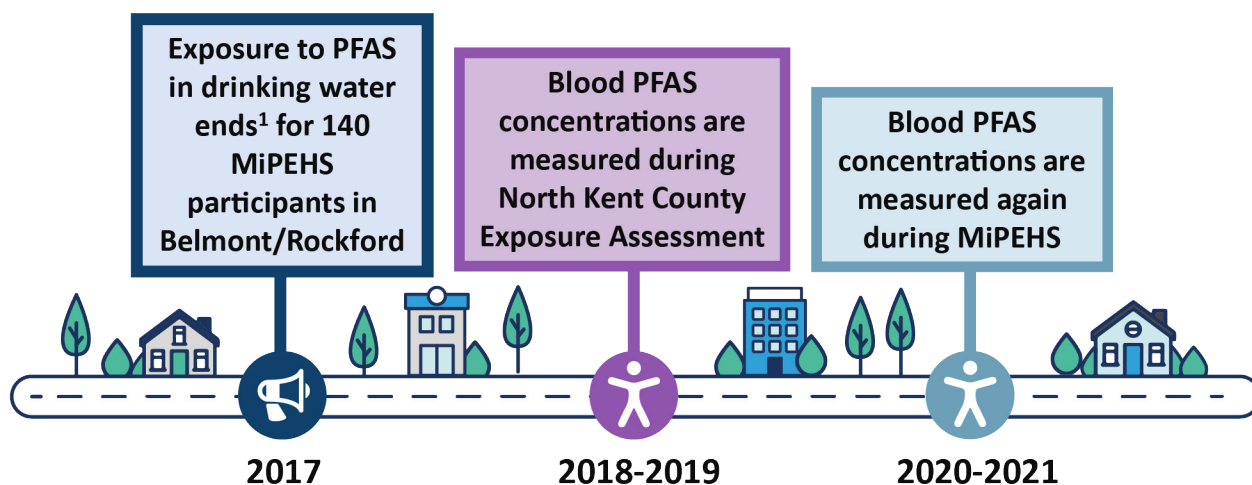 Exposure to PFAS
in drinking water
ends¹ for 140
MiPEHS
participants in
Belmont/Rockford
Blood PFAS
concentrations are
measured during
North Kent County
Exposure Assessment
Blood PFAS
concentrations are
measured again
during MiPEHS
2017
2018-2019
2020-2021